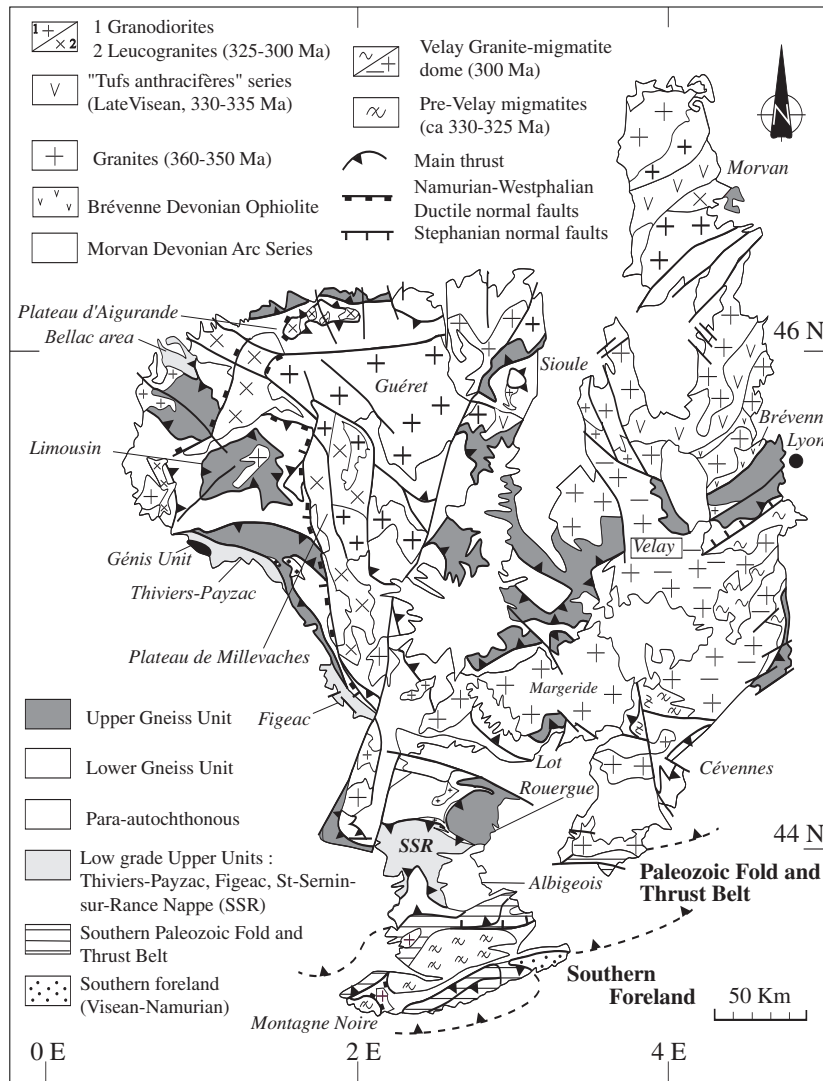 1 2
1 Granodiorites
2 Leucogranites (325-300 Ma)
"Tufs anthracifères" series
(LateVisean, 330-335 Ma)
Granites (360-350 Ma)
Brévenne Devonian Ophiolite
Morvan Devonian Arc Series
Velay Granite-migmatite
dome (300 Ma)
Pre-Velay migmatites
(ca 330-325 Ma)
Main thrust
Namurian-Westphalian
Ductile normal faults
Stephanian normal faults
N
Morvan
Plateau d'Aigurande
Bellac area
46 N
Sioule
Guéret
Brévenne
Lyon
Limousin
Velay
Génis Unit
Thiviers-Payzac
Plateau de Millevaches
Margeride
Figeac
Lot
Cévennes
Rouergue
44 N
SSR
Albigeois
Paleozoic Fold and
Thrust Belt
Southern
Foreland
50 Km
Montagne Noire
Upper Gneiss Unit
Lower Gneiss Unit
Para-autochthonous
Low grade Upper Units :
Thiviers-Payzac, Figeac, St-Sernin-
sur-Rance Nappe (SSR)
Southern Paleozoic Fold and
Thrust Belt
Southern foreland
(Visean-Namurian)
0 E
2 E
4 E